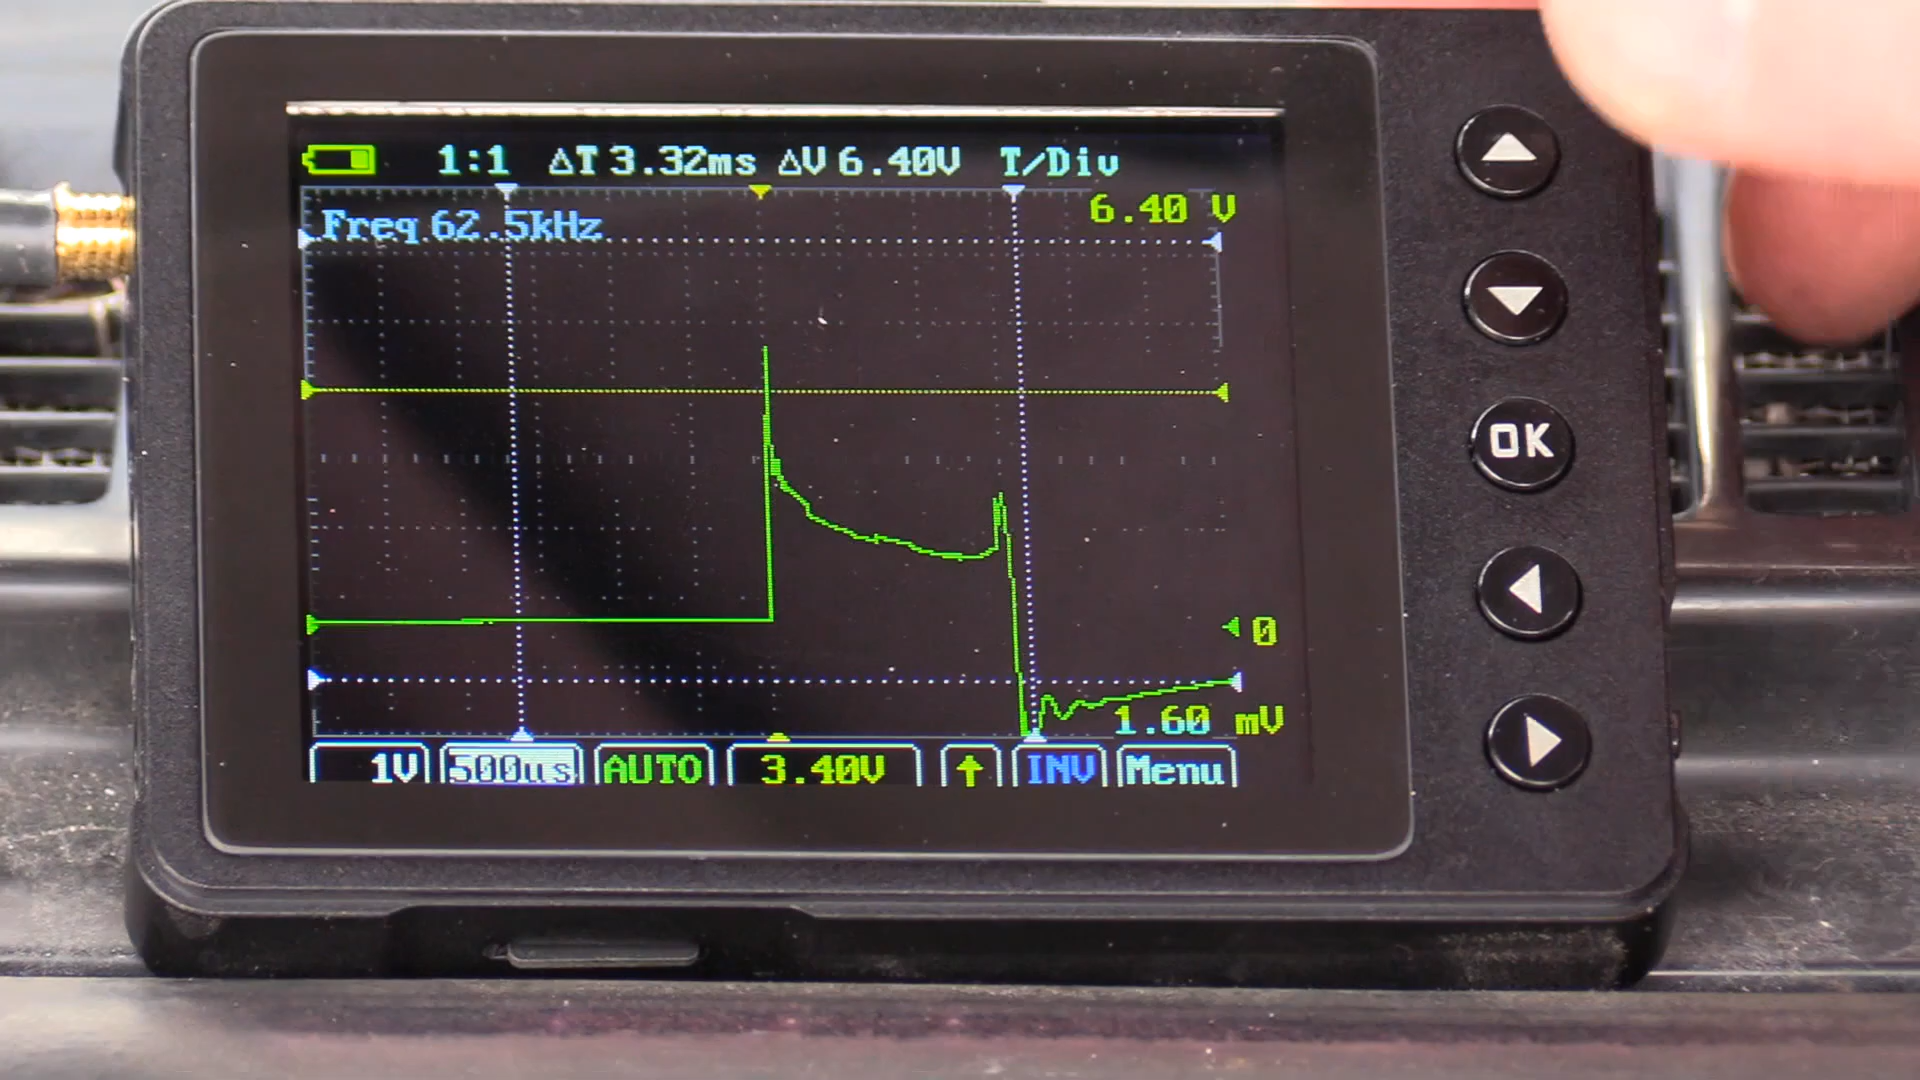 1:1 ΔT 3.32ms ΔV 6.40V T/Div
6.40 V
Freq 62.5kHz
OK
0
1.60 mV
1V 500us AUTO 3.40V ↑ INV Menu